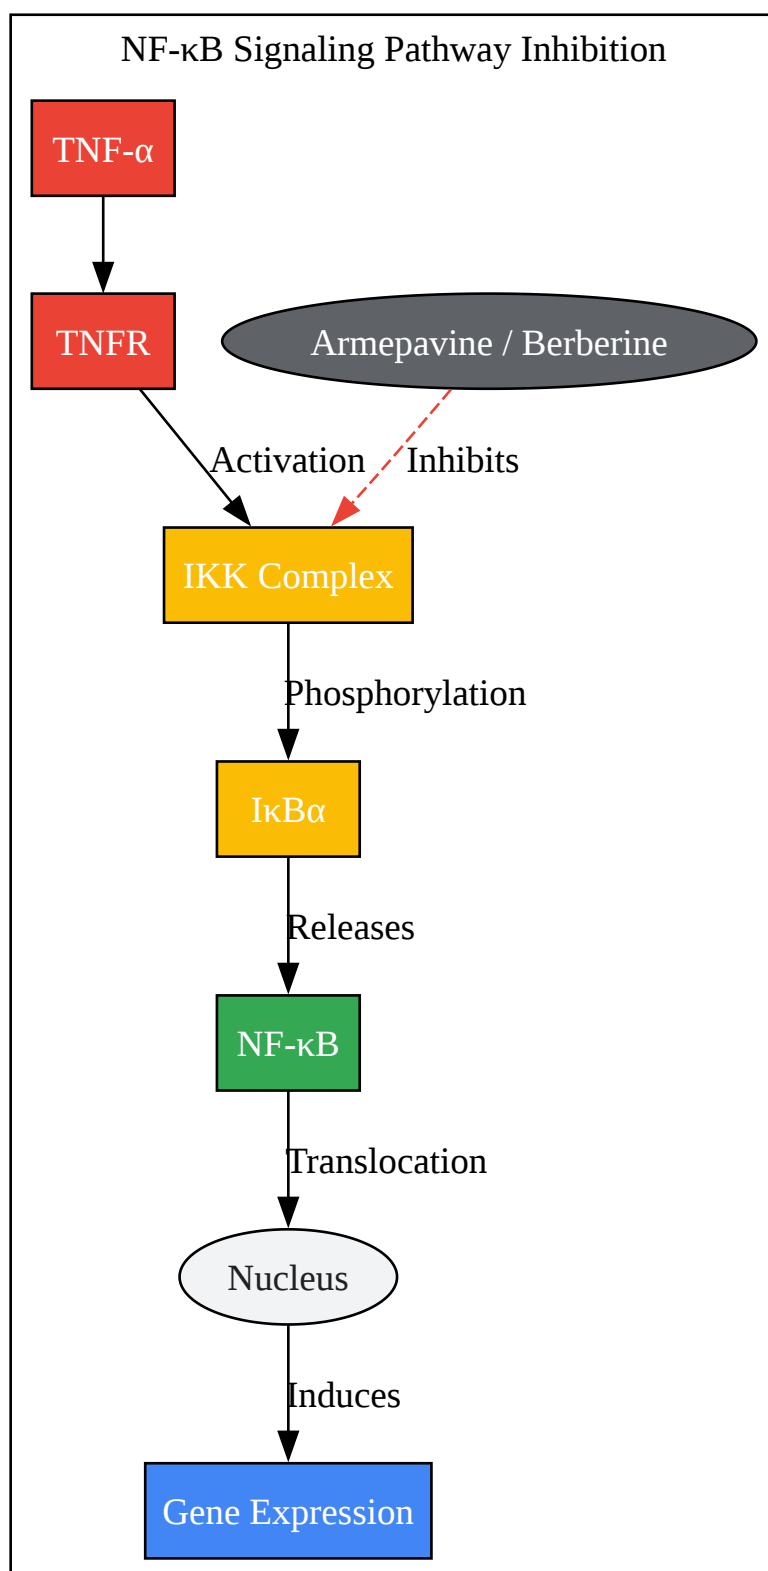 NF-κB Signaling Pathway Inhibition
TNF-α
TNFR
Armepavine / Berberine
Activation
Inhibits
IKK Complex
Phosphorylation
IκBα
Releases
NF-κB
Translocation
Nucleus
Induces
Gene Expression